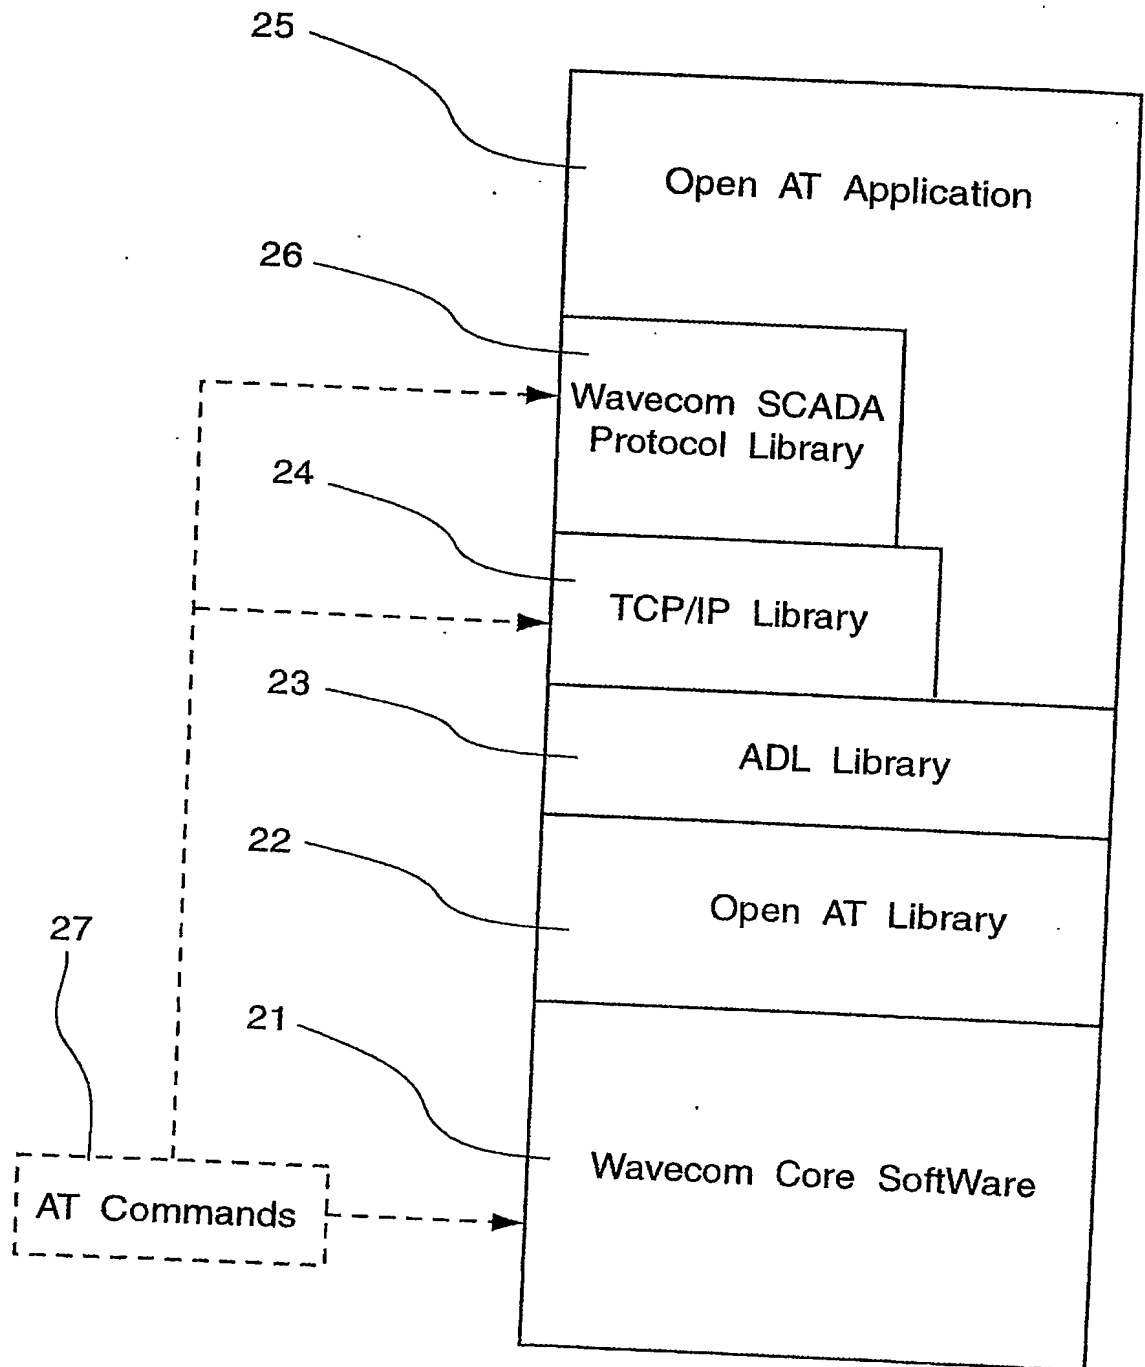 25
Open AT Application
26
Wavecom SCADA
Protocol Library
24
TCP/IP Library
23
ADL Library
22
Open AT Library
27
21
Wavecom Core SoftWare
AT Commands